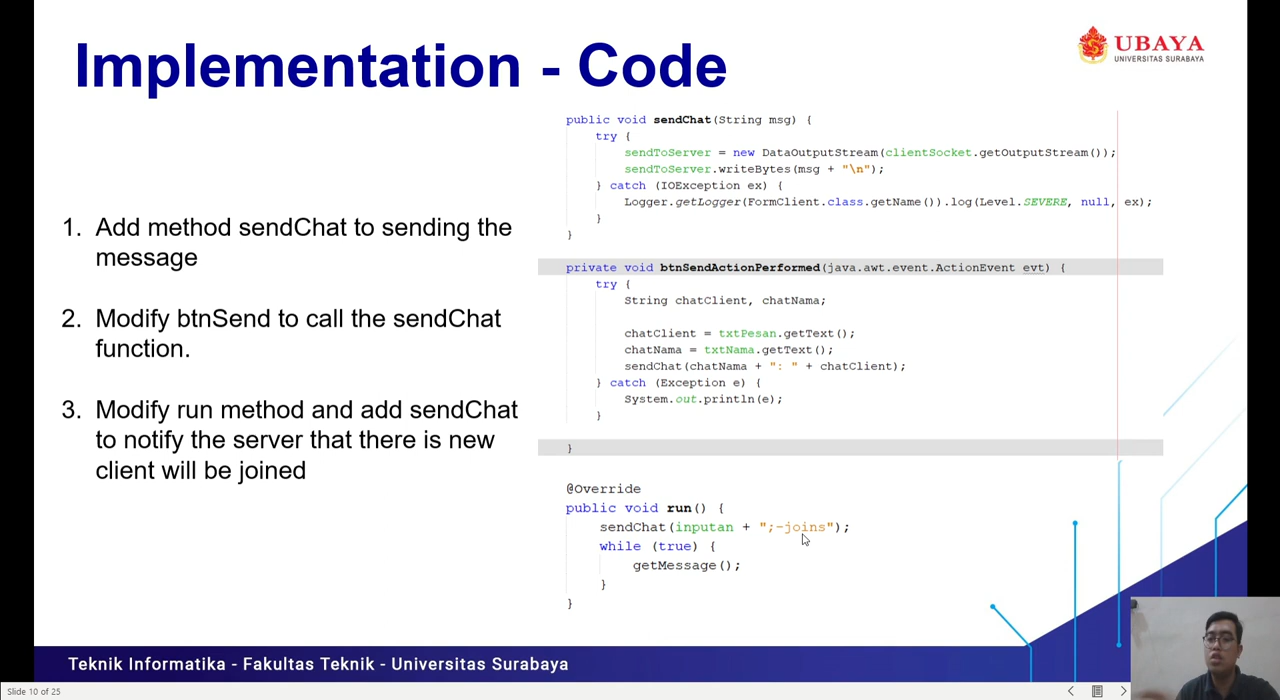 Implementation - Code
UBAYA
UNIVERSITAS SURABAYA
1. Add method sendChat to sending the
message
2. Modify btnSend to call the sendChat
function.
3. Modify run method and add sendChat
to notify the server that there is new
client will be joined
public void sendChat(String msg) {
try {
sendToServer = new DataOutputStream(clientSocket.getOutputStream());
sendToServer.writeBytes(msg + "\n");
} catch (IOException ex) {
Logger.getLogger(FormClient.class.getName()).log(Level.SEVERE, null, ex);
}
}
private void btnSendActionPerformed(java.awt.event.ActionEvent evt) {
try {
String chatClient, chatNama;
chatClient = txtPesan.getText();
chatNama = txtNama.getText();
sendChat(chatNama + ": " + chatClient);
} catch (Exception e) {
System.out.println(e);
}
}
@Override
public void run() {
sendChat(inputan + ";-joins");
while (true) {
getMessage();
}
}
Teknik Informatika - Fakultas Teknik - Universitas Surabaya
Slide 10 of 25